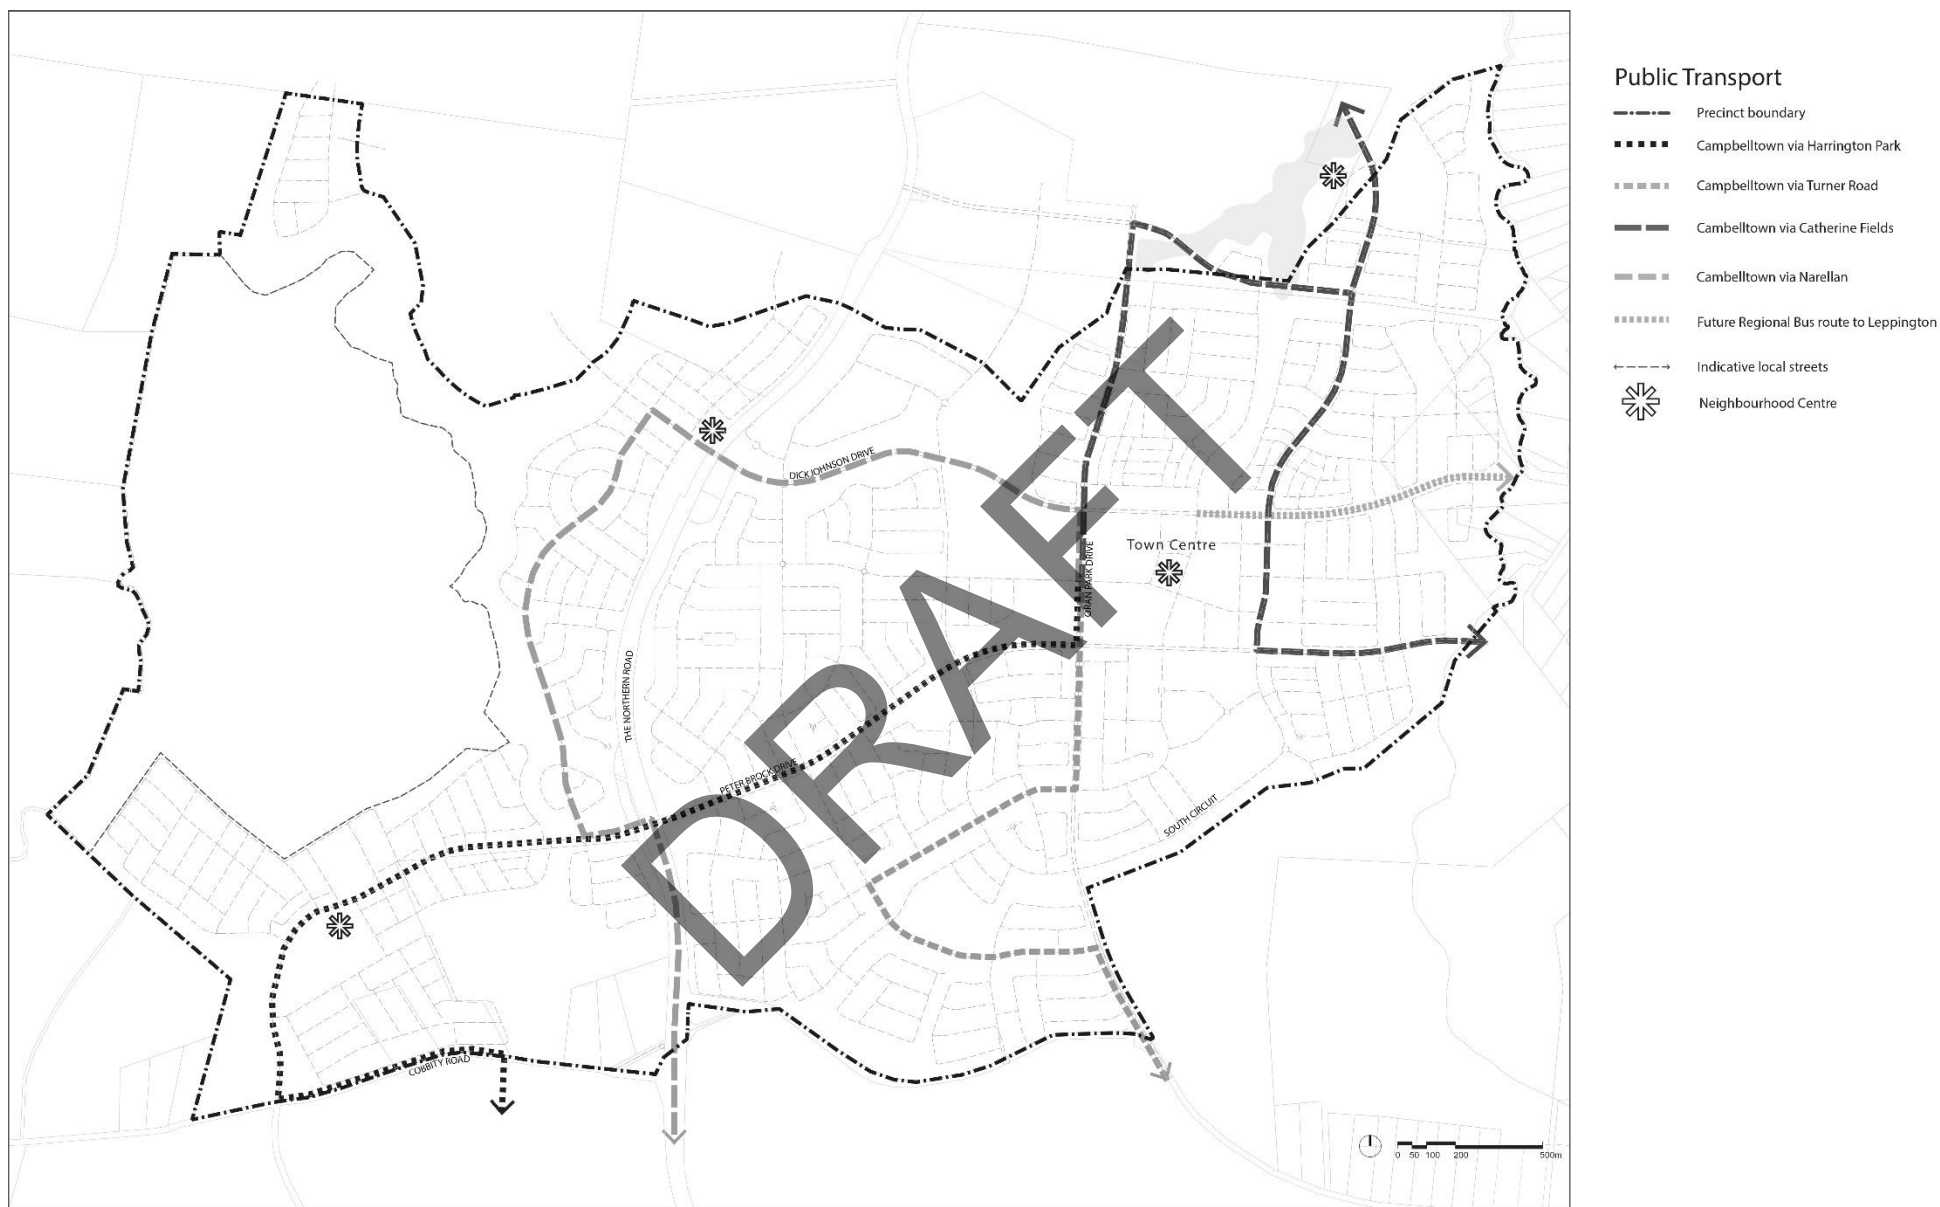 Public Transport
Precinct boundary
Campbelltown via Harrington Park
Campbelltown via Turner Road
Cambelltown via Catherine Fields
Cambelltown via Narellan
Future Regional Bus route to Leppington
Indicative local streets
Neighbourhood Centre
DICK JOHNSON DRIVE
Town Centre
ORAN PARK DRIVE
THE NORTHERN ROAD
PETER BROCK DRIVE
SOUTH CIRCUIT
COBBITY ROAD
DRAFT
0 50 100 200 500m